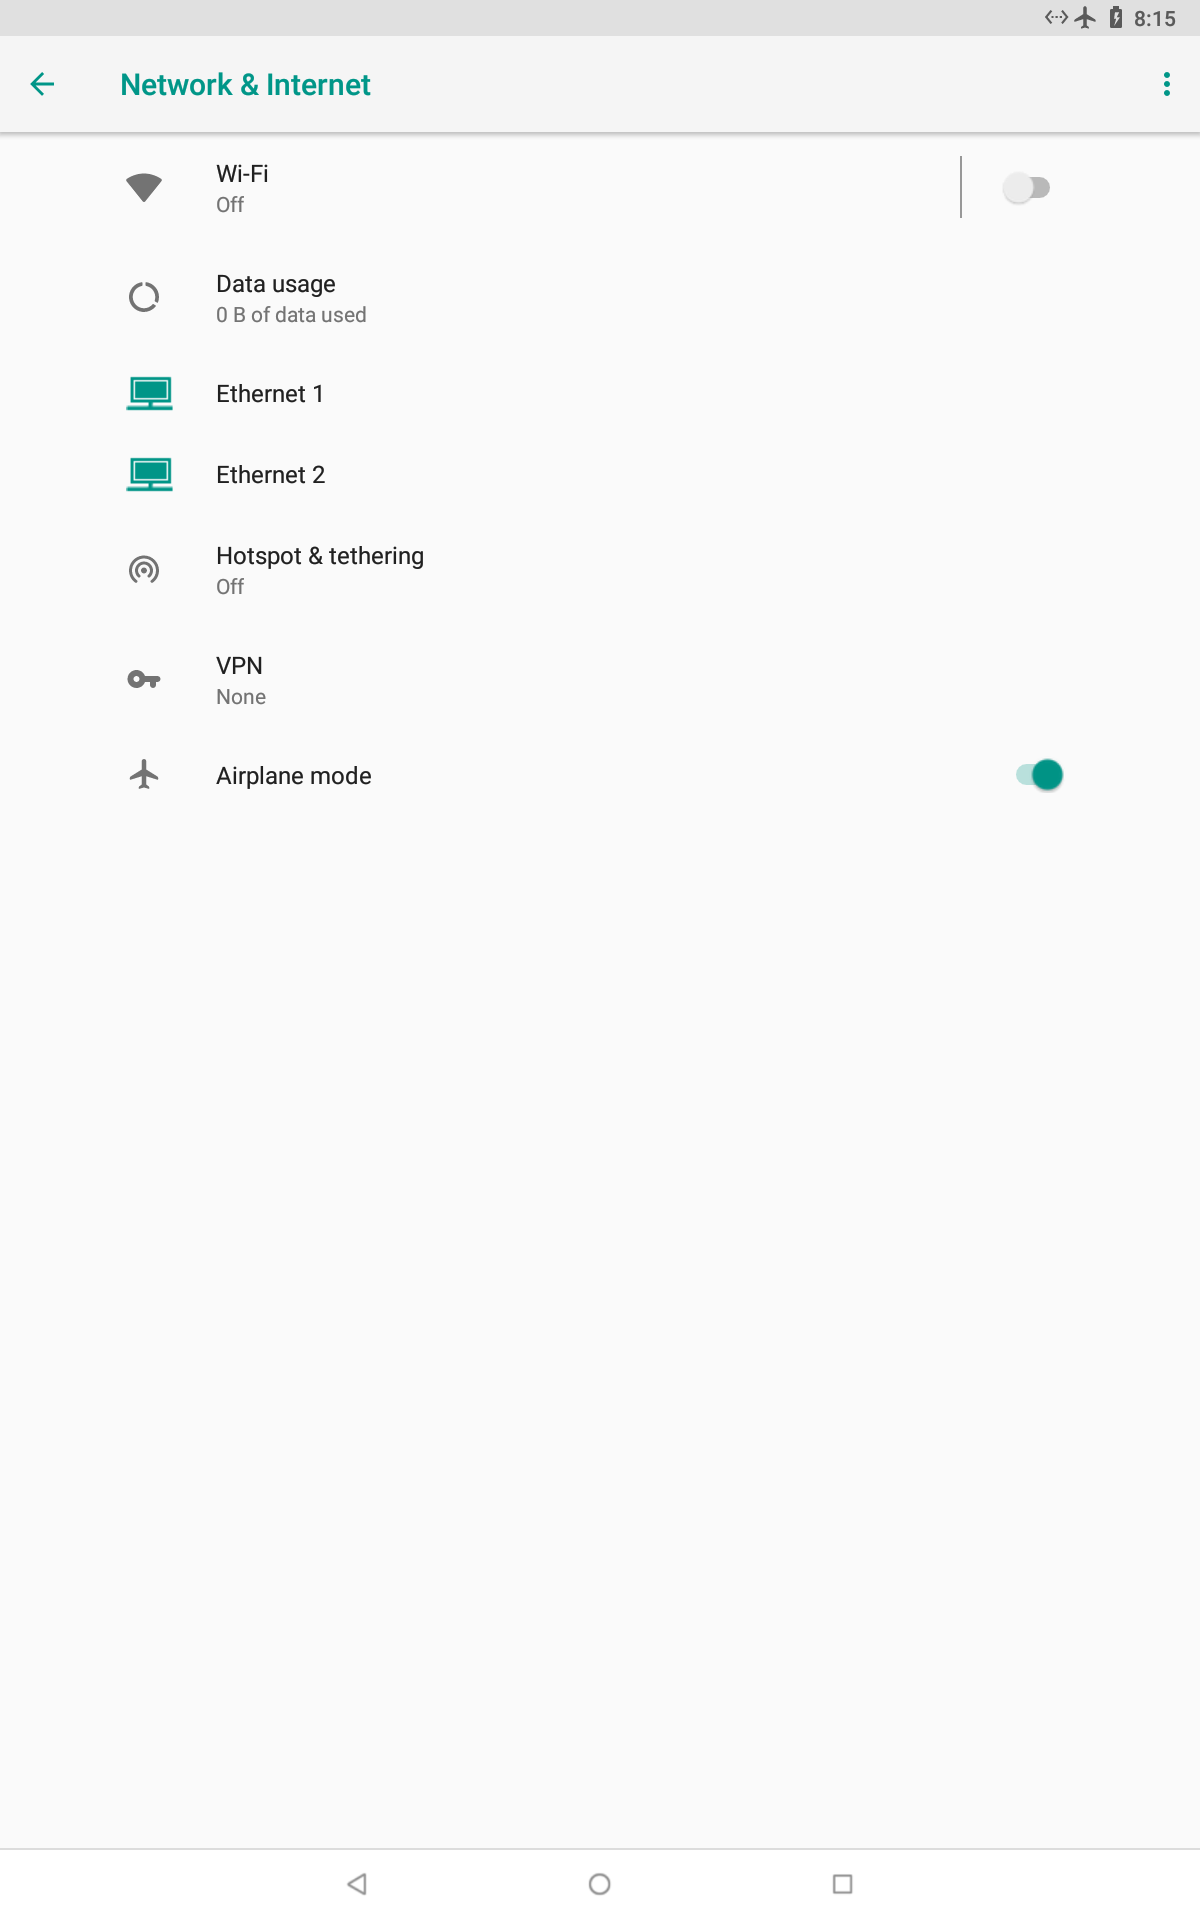 8:15
Network & Internet
Wi-Fi
Off
Data usage
0 B of data used
Ethernet 1
Ethernet 2
Hotspot & tethering
Off
VPN
None
Airplane mode